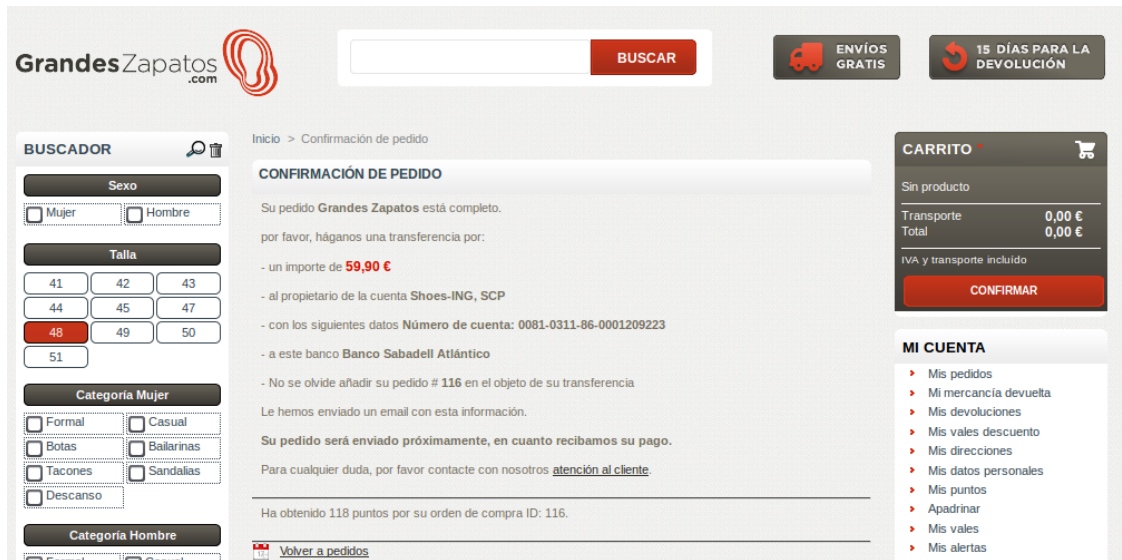 GrandesZapatos
.com
BUSCAR
ENVÍOS
GRATIS
15 DÍAS PARA LA
DEVOLUCIÓN
BUSCADOR
Sexo
Mujer Hombre
Talla
41 42 43
44 45 47
48 49 50
51
Categoría Mujer
Formal Casual
Botas Bailarinas
Tacones Sandalias
Descanso
Categoría Hombre
Inicio > Confirmación de pedido
CONFIRMACIÓN DE PEDIDO
Su pedido Grandes Zapatos está completo.
por favor, háganos una transferencia por:
- un importe de 59,90 €
- al propietario de la cuenta Shoes-ING, SCP
- con los siguientes datos Número de cuenta: 0081-0311-86-0001209223
- a este banco Banco Sabadell Atlántico
- No se olvide añadir su pedido # 116 en el objeto de su transferencia
Le hemos enviado un email con esta información.
Su pedido será enviado próximamente, en cuanto recibamos su pago.
Para cualquier duda, por favor contacte con nosotros atención al cliente.
Ha obtenido 118 puntos por su orden de compra ID: 116.
Volver a pedidos
CARRITO *
Sin producto
Transporte 0,00 €
Total 0,00 €
IVA y transporte incluído
CONFIRMAR
MI CUENTA
Mis pedidos
Mi mercancía devuelta
Mis devoluciones
Mis vales descuento
Mis direcciones
Mis datos personales
Mis puntos
Apadrinar
Mis vales
Mis alertas